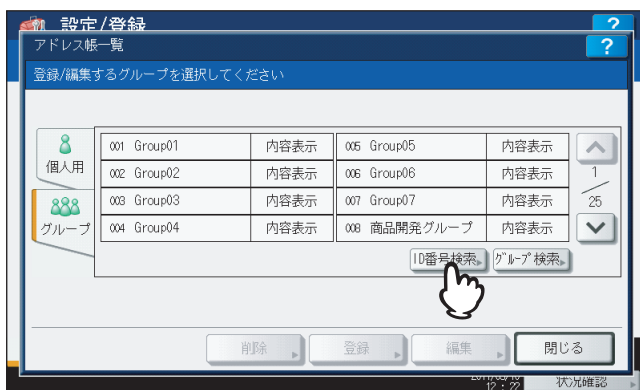 設定/登録
?
アドレス帳一覧
?
登録/編集するグループを選択してください
個人用
グループ
001 Group01 内容表示 005 Group05 内容表示
002 Group02 内容表示 006 Group06 内容表示
003 Group03 内容表示 007 Group07 内容表示
004 Group04 内容表示 008 商品開発グループ 内容表示
1
25
ID番号検索
グループ検索
削除
登録
編集
閉じる
12:22
状況確認